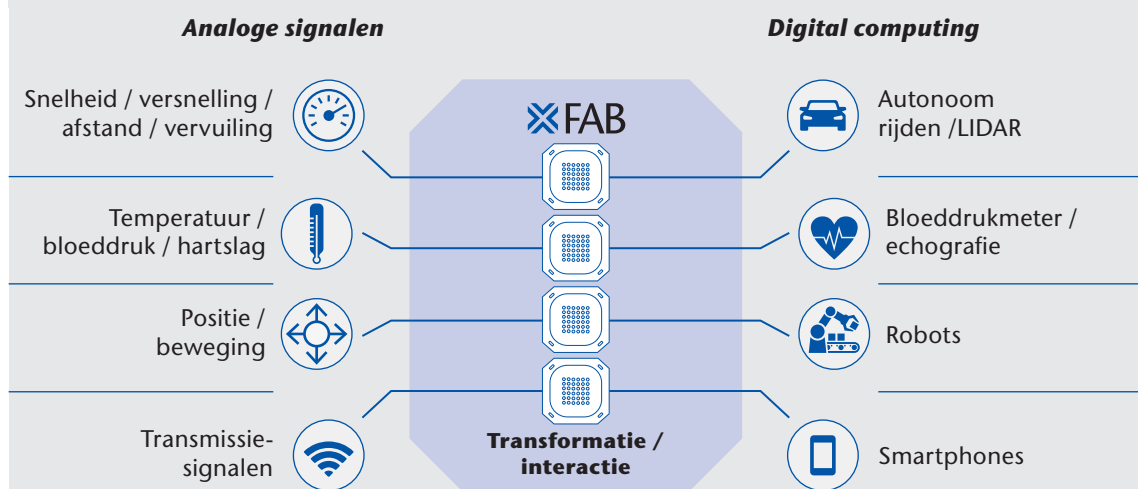 Analoge signalen
Digital computing
Snelheid / versnelling /
afstand / vervuiling
XFAB
Autonoom
rijden /LIDAR
Temperatuur /
bloeddruk / hartslag
Bloeddrukmeter /
echografie
Positie /
beweging
Robots
Transmissie-
signalen
Transformatie /
interactie
Smartphones